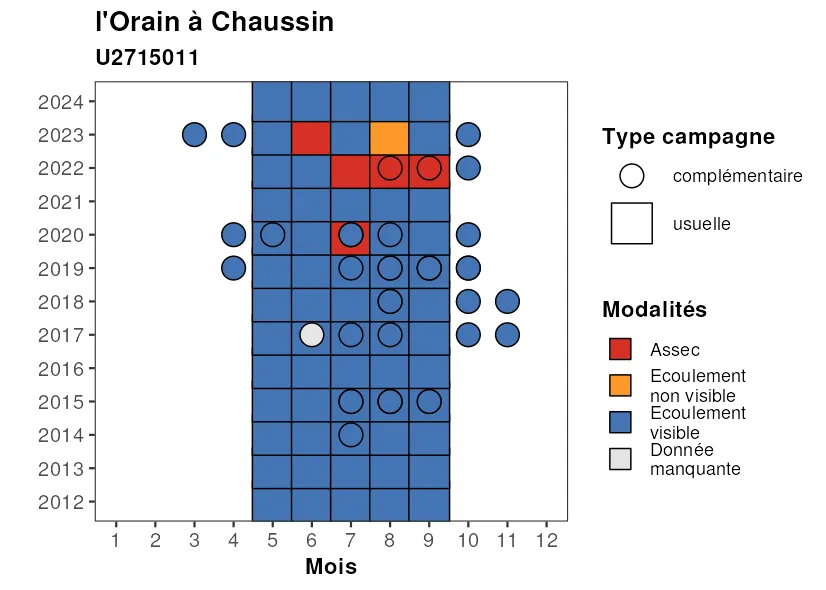 l'Orain à Chaussin
U2715011
2024
2023
2022
2021
2020
2019
2018
2017
2016
2015
2014
2013
2012
1 2 3 4 5 6 7 8 9 10 11 12
Mois
Type campagne
complémentaire
usuelle
Modalités
Assec
Ecoulement
non visible
Ecoulement
visible
Donnée
manquante